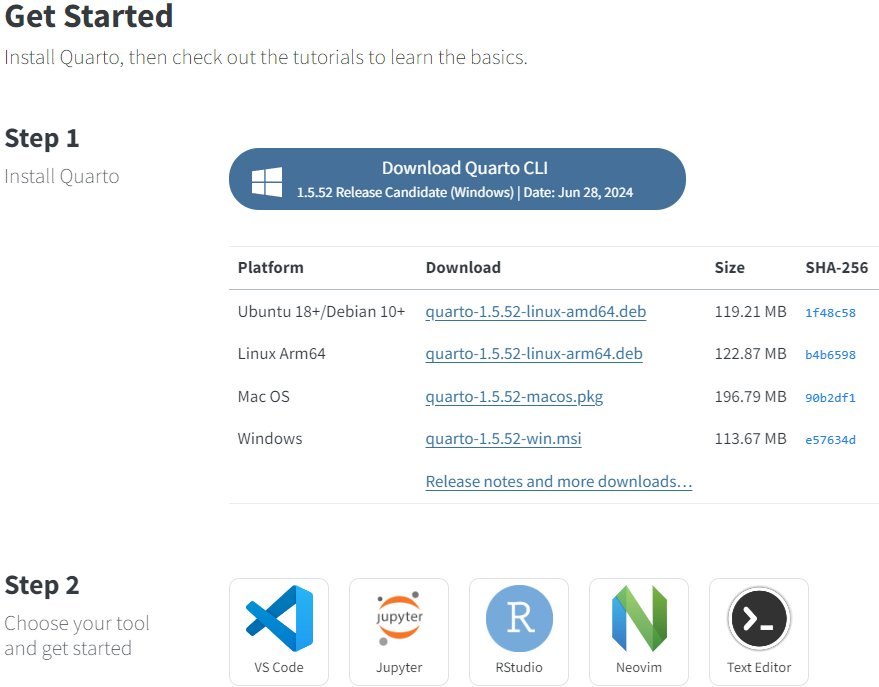 Get Started
Install Quarto, then check out the tutorials to learn the basics.
Step 1
Install Quarto
Download Quarto CLI
1.5.52 Release Candidate (Windows) | Date: Jun 28, 2024
Platform Download Size SHA-256
Ubuntu 18+/Debian 10+ quarto-1.5.52-linux-amd64.deb 119.21 MB 1f48c58
Linux Arm64 quarto-1.5.52-linux-arm64.deb 122.87 MB b4b6598
Mac OS quarto-1.5.52-macos.pkg 196.79 MB 90b2df1
Windows quarto-1.5.52-win.msi 113.67 MB e57634d
Release notes and more downloads…
Step 2
Choose your tool
and get started
jupyter
R
VS Code Jupyter RStudio Neovim Text Editor